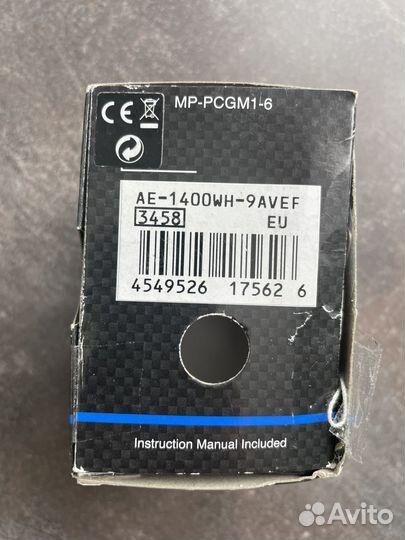 CE
MP-PCGM1-6
AE-1400WH-9AVEF
3458 EU
4549526 17562 6
Instruction Manual Included
Avito